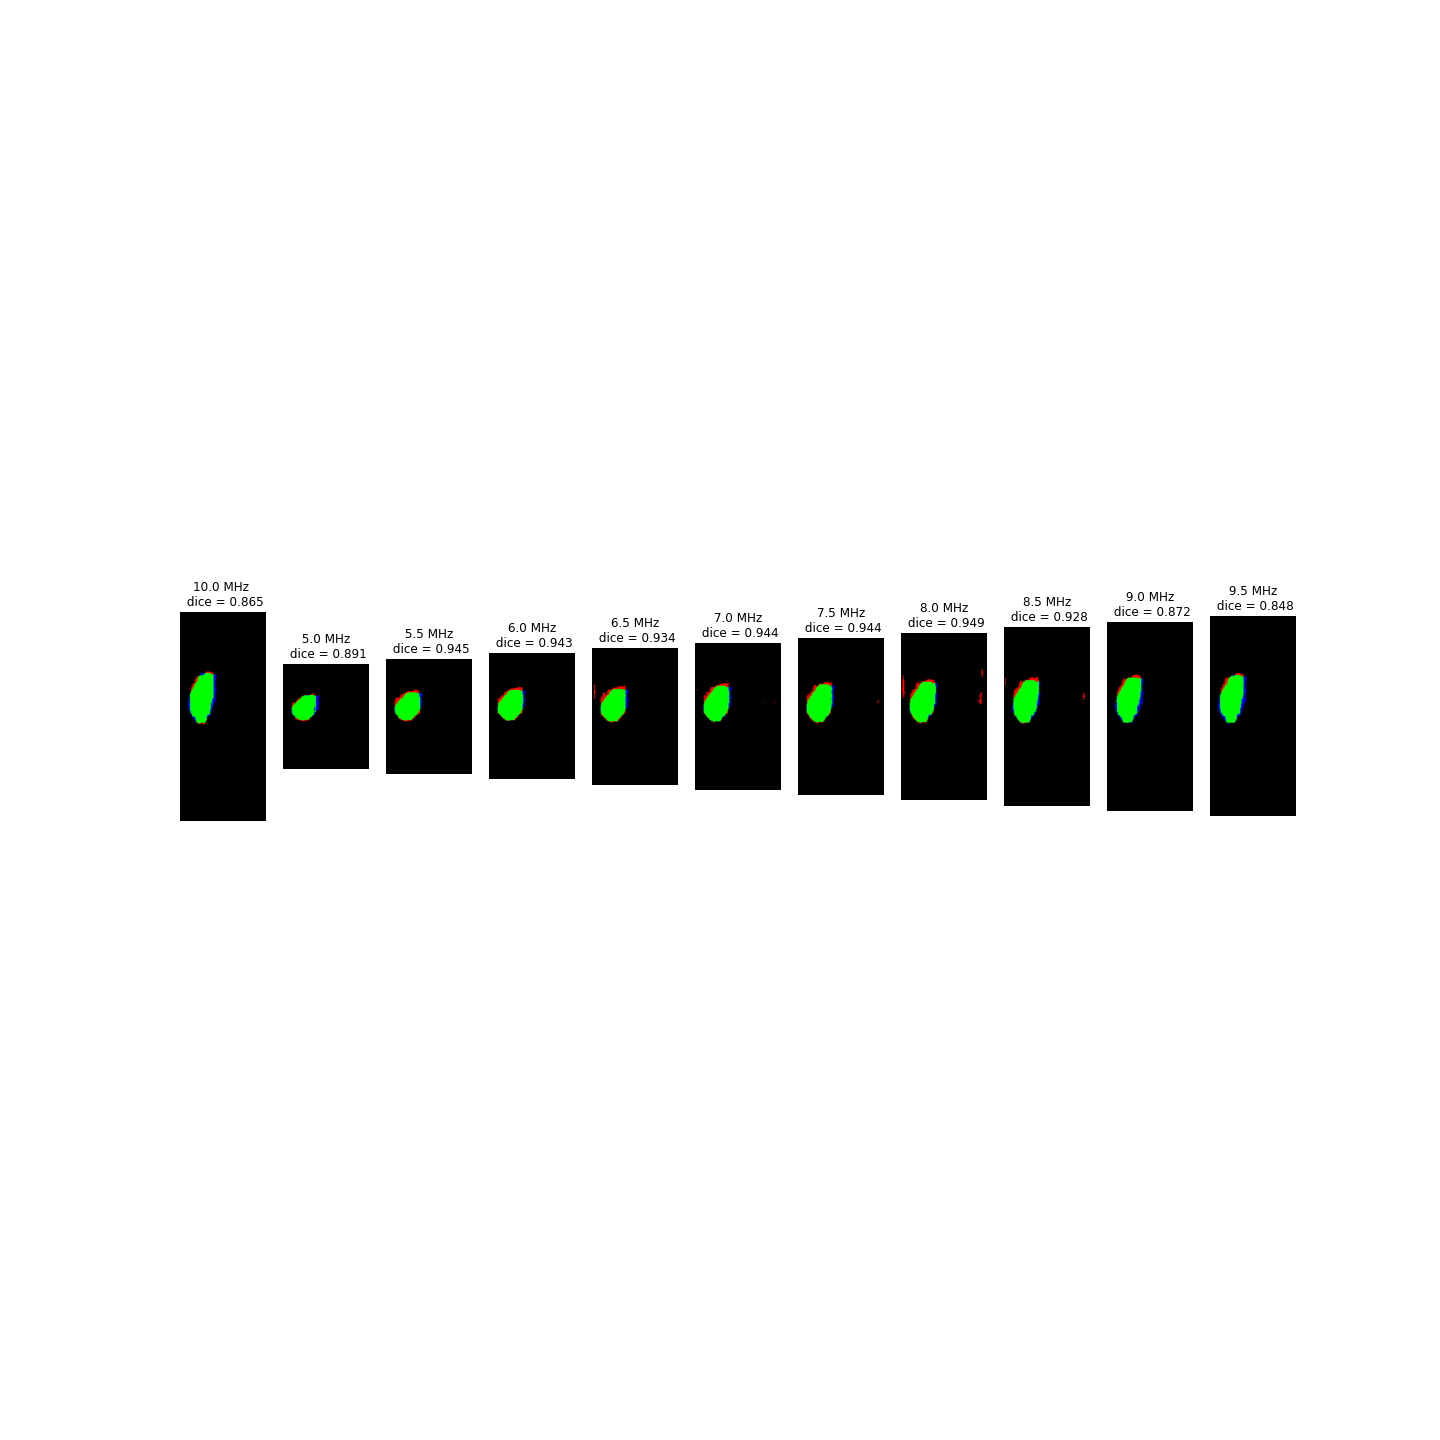 10.0 MHz
dice = 0.865
5.0 MHz
dice = 0.891
5.5 MHz
dice = 0.945
6.0 MHz
dice = 0.943
6.5 MHz
dice = 0.934
7.0 MHz
dice = 0.944
7.5 MHz
dice = 0.944
8.0 MHz
dice = 0.949
8.5 MHz
dice = 0.928
9.0 MHz
dice = 0.872
9.5 MHz
dice = 0.848